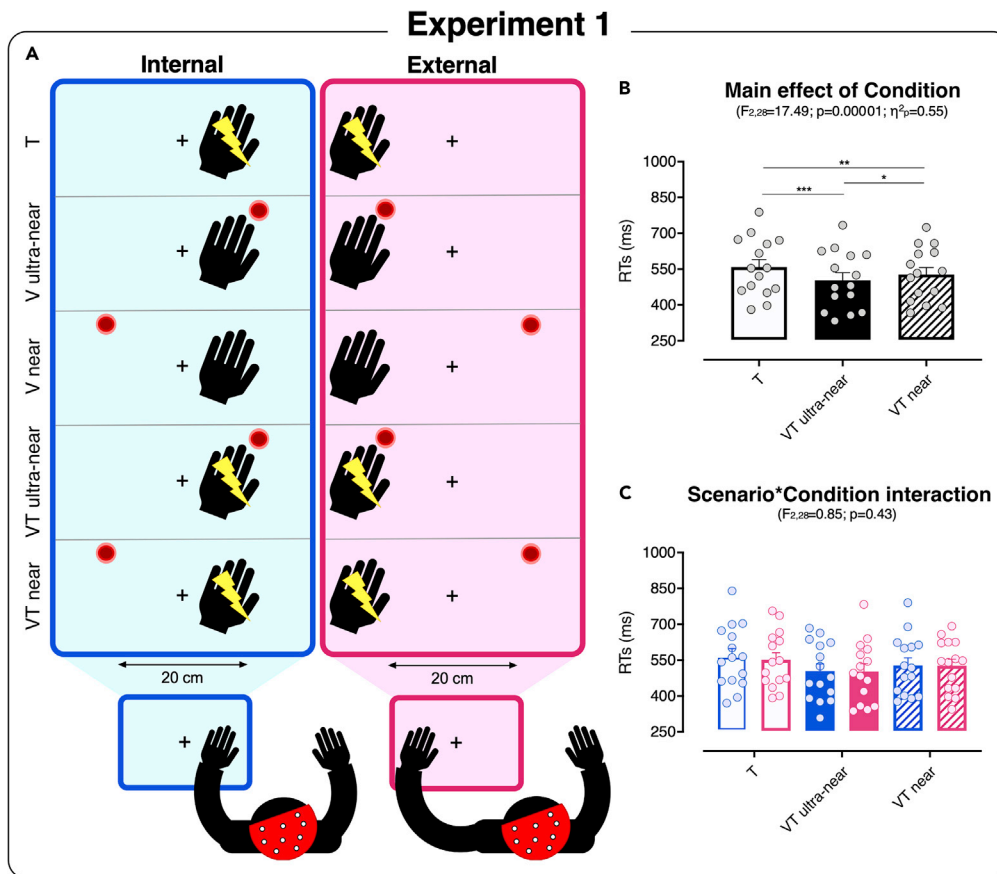 Experiment 1
A
Internal
External
T
V ultra-near
V near
VT ultra-near
VT near
+
+
+
+
+
+
+
+
+
+
20 cm
20 cm
+
+
B
Main effect of Condition
(F2,28=17.49; p=0.00001; η²p=0.55)
**
***
*
RTs (ms)
1000
850
700
550
400
250
T
VT ultra-near
VT near
C
Scenario*Condition interaction
(F2,28=0.85; p=0.43)
RTs (ms)
1000
850
700
550
400
250
T
VT ultra-near
VT near